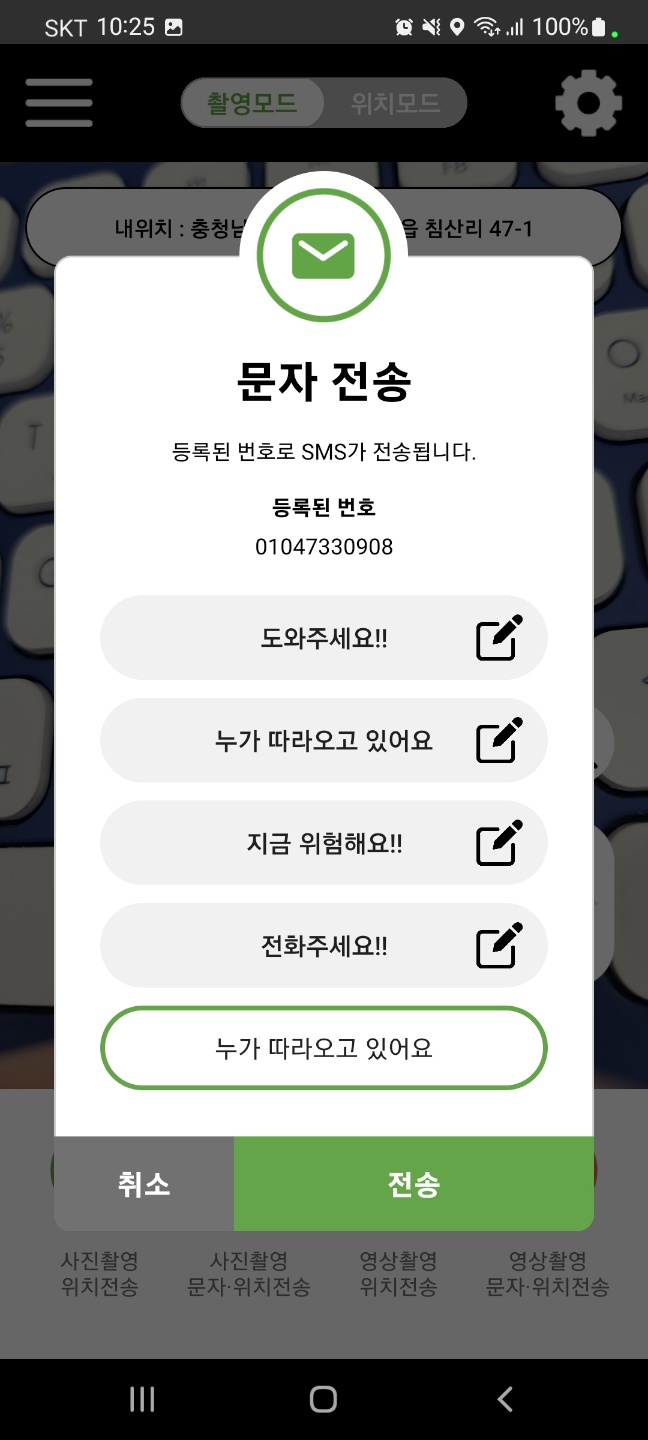 SKT 10:25 100%
촬영모드 위치모드
내위치 : 충청남 읍 침산리 47-1
문자 전송
등록된 번호로 SMS가 전송됩니다.
등록된 번호
01047330908
도와주세요!!
누가 따라오고 있어요
지금 위험해요!!
전화주세요!!
누가 따라오고 있어요
취소 전송
사진촬영 사진촬영 영상촬영 영상촬영
위치전송 문자·위치전송 위치전송 문자·위치전송